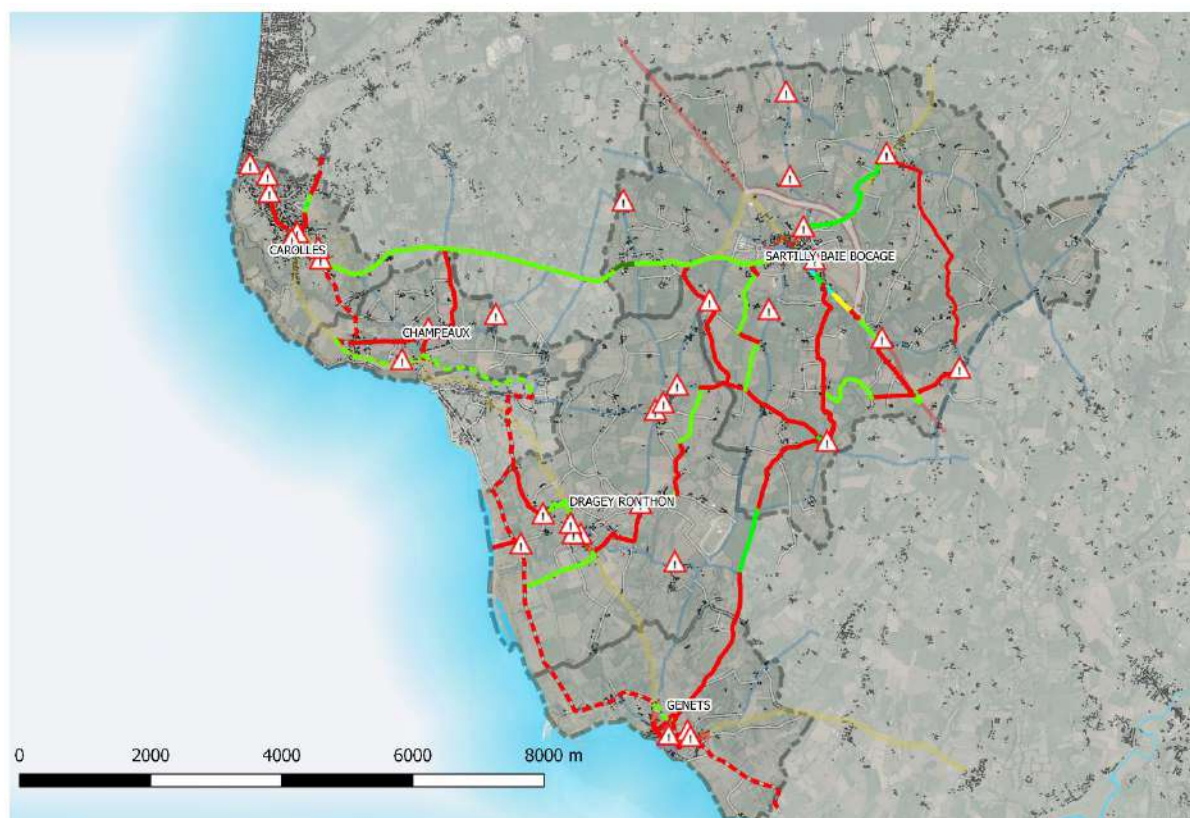 CAROLLES
SARTILLY BAIE BOCAGE
CHAMPEAUX
DRAGEY RONTHON
GENETS
0 2000 4000 6000 8000 m